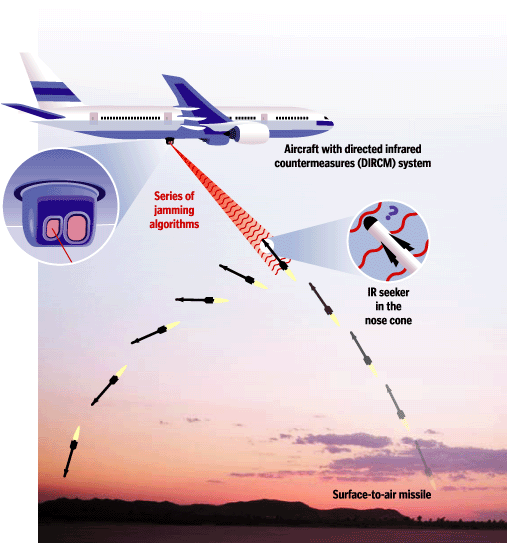 Aircraft with directed infrared
countermeasures (DIRCM) system
Series of
jamming
algorithms
?
IR seeker
in the
nose cone
Surface-to-air missile